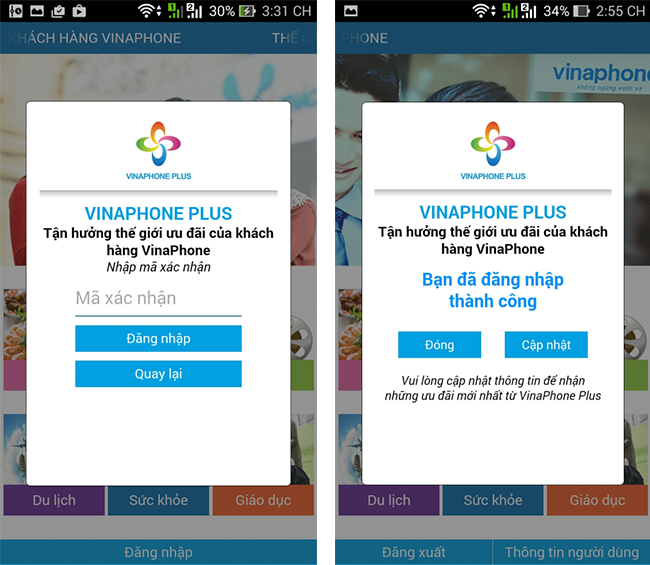 30% 3:31 CH
KHÁCH HÀNG VINAPHONE THẾ G
VINAPHONE PLUS
VINAPHONE PLUS
Tận hưởng thế giới ưu đãi của khách
hàng VinaPhone
Nhập mã xác nhận
Mã xác nhận
Đăng nhập
Quay lại
Du lịch Sức khỏe Giáo dục
Đăng nhập
34% 2:55 CH
PHONE
vinaphone
không ngừng vươn xa
VINAPHONE PLUS
VINAPHONE PLUS
Tận hưởng thế giới ưu đãi của khách
hàng VinaPhone
Bạn đã đăng nhập
thành công
Đóng Cập nhật
Vui lòng cập nhật thông tin để nhận
những ưu đãi mới nhất từ VinaPhone Plus
Du lịch Sức khỏe Giáo dục
Đăng xuất Thông tin người dùng